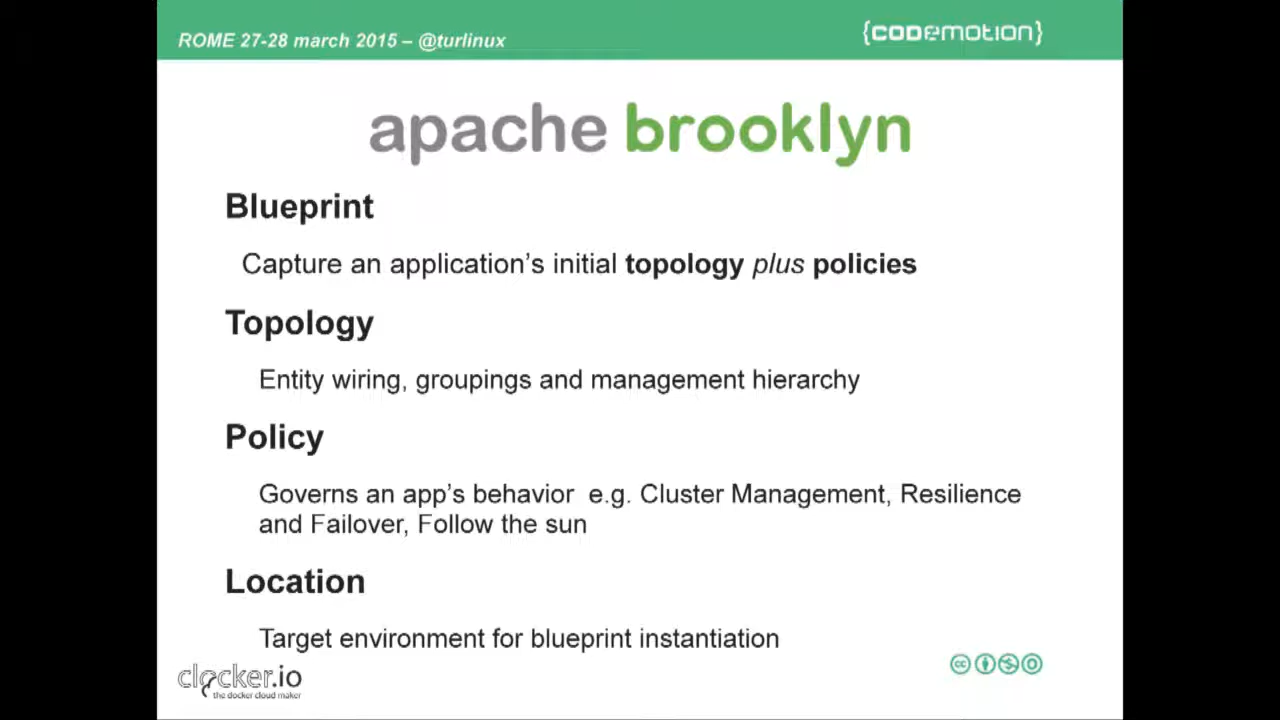 ROME 27-28 march 2015 – @turlinux
{codemotion}
apache brooklyn
Blueprint
Capture an application's initial topology plus policies
Topology
Entity wiring, groupings and management hierarchy
Policy
Governs an app's behavior e.g. Cluster Management, Resilience
and Failover, Follow the sun
Location
Target environment for blueprint instantiation
clocker.io
the docker cloud maker
cc